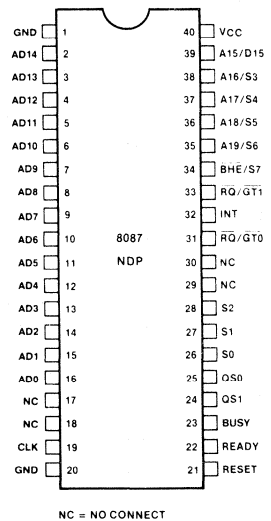 GND 1 40 VCC
AD14 2 39 A15/D15
AD13 3 38 A16/S3
AD12 4 37 A17/S4
AD11 5 36 A18/S5
AD10 6 35 A19/S6
AD9 7 34 BHE/S7
AD8 8 33 RQ/GT1
AD7 9 32 INT
AD6 10 8087 31 RQ/GT0
AD5 11 NDP 30 NC
AD4 12 29 NC
AD3 13 28 S2
AD2 14 27 S1
AD1 15 26 S0
AD0 16 25 QS0
NC 17 24 QS1
NC 18 23 BUSY
CLK 19 22 READY
GND 20 21 RESET
NC = NO CONNECT